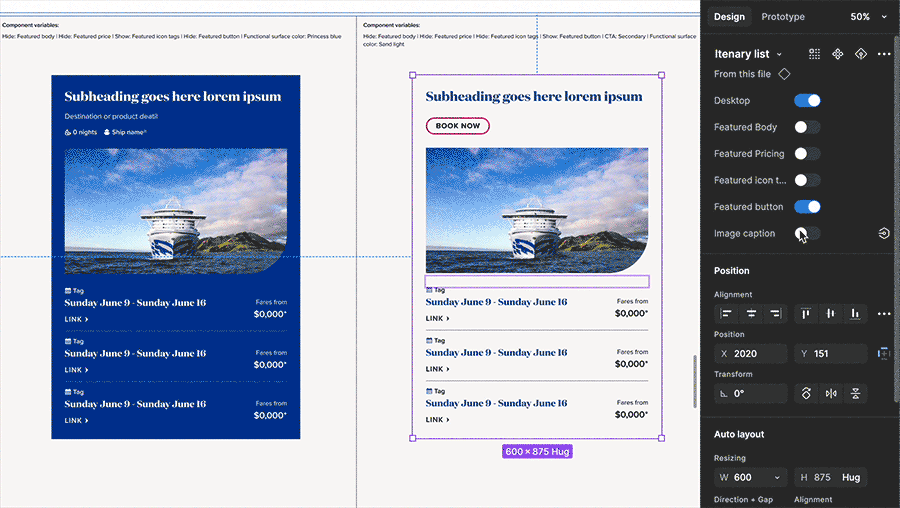 Component variables:
Hide: Featured body | Hide: Featured price | Show: Featured icon tags | Hide: Featured button | Functional surface color: Princess blue
Subheading goes here lorem ipsum
Destination or product deatil
0 nights Ship name®
Tag
Sunday June 9 - Sunday June 16
Fares from
LINK
$0,000*
Tag
Sunday June 9 - Sunday June 16
Fares from
LINK
$0,000*
Tag
Sunday June 9 - Sunday June 16
Fares from
LINK
$0,000*
Component variables:
Hide: Featured body | Hide: Featured price | Hide: Featured icon tags | Show: Featured button | CTA: Secondary | Functional surface
color: Sand light
Subheading goes here lorem ipsum
BOOK NOW
Tag
Sunday June 9 - Sunday June 16
Fares from
LINK
$0,000*
Tag
Sunday June 9 - Sunday June 16
Fares from
LINK
$0,000*
Tag
Sunday June 9 - Sunday June 16
Fares from
LINK
$0,000*
600 × 875 Hug
Design Prototype 50%
Itenary list
From this file
Desktop
Featured Body
Featured Pricing
Featured icon t...
Featured button
Image caption
Position
Alignment
Position
X 2020 Y 151
Transform
0°
Auto layout
Resizing
W 600 H 875 Hug
Direction + Gap Alignment